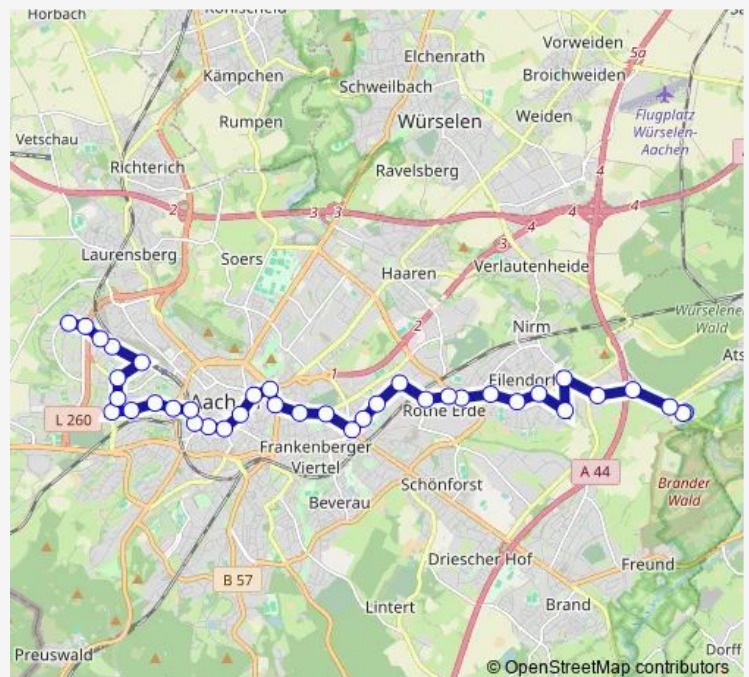 Horbach
Kohlscheid
Vorweiden
Elchenrath
5a
Kämpchen
Schweilbach
Broichweiden
Vetschau
Rumpen
Würselen
Weiden
Flugplatz
Würselen-
Aachen
Richterich
Ravelsberg
4
2
3
3
4
4
4
Laurensberg
Soers
3
Haaren
Verlautenheide
Würselener
Wald
2
Nirm
1
Ats
Eilendorf
Aach
L 260
Rothe Erde
Frankenberger
Viertel
A 44
Schönforst
Brander
Wald
Beverau
Driescher Hof
Freund
B 57
Lintert
Brand
Preuswald
Dorff
© OpenStreetMap contributors